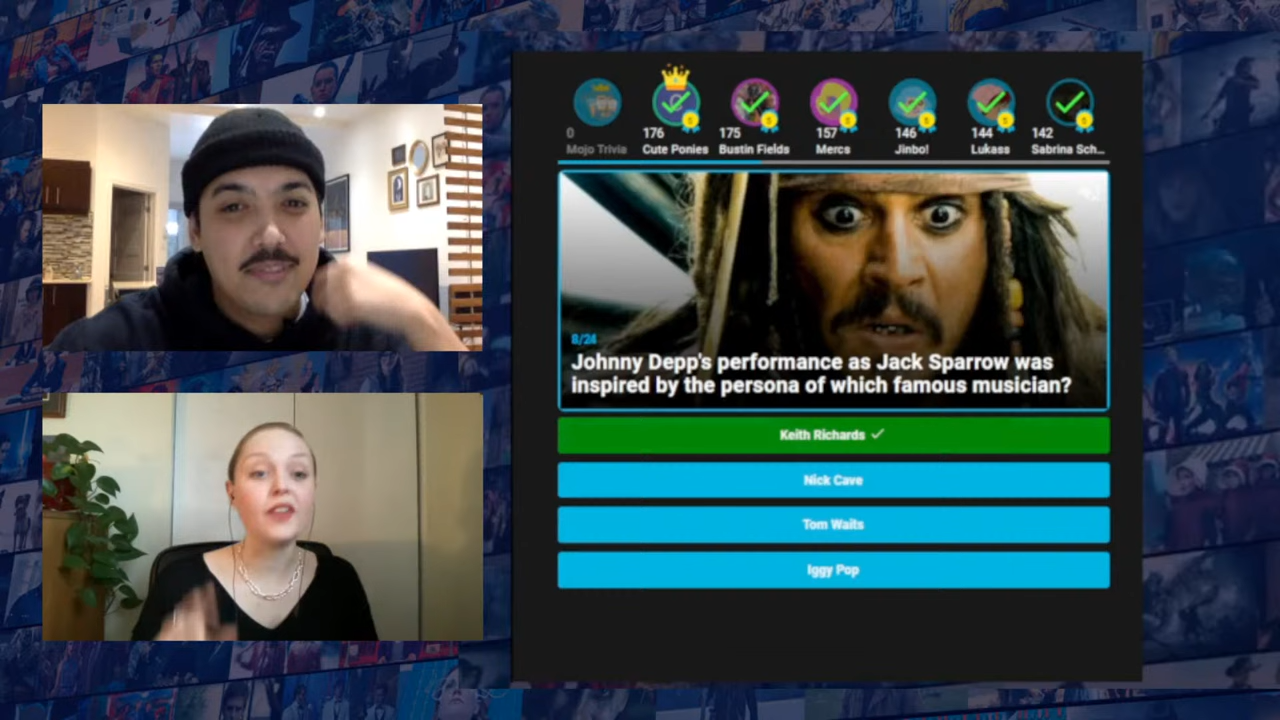 0 176 175 157 146 144 142
Mojo Trivia Cute Ponies Bustin Fields Mercs Jinbo! Lukass Sabrina Sch...
8/24
Johnny Depp's performance as Jack Sparrow was
inspired by the persona of which famous musician?
Keith Richards ✓
Nick Cave
Tom Waits
Iggy Pop